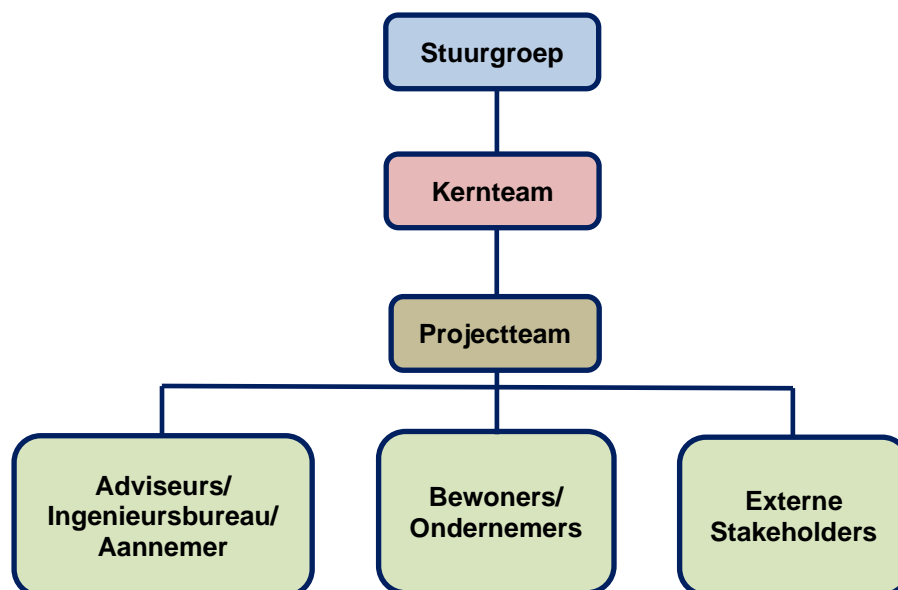 Stuurgroep
Kernteam
Projectteam
Adviseurs/
Ingenieursbureau/
Aannemer
Bewoners/
Ondernemers
Externe
Stakeholders